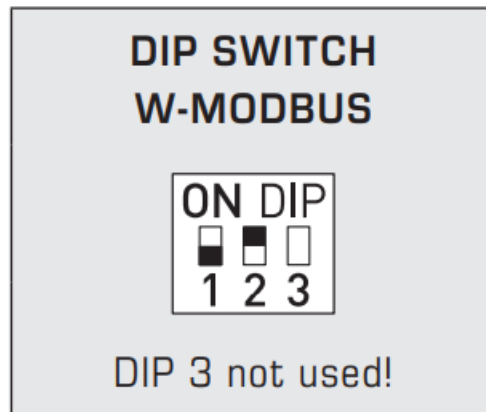 DIP SWITCH
W-MODBUS
ON DIP
1 2 3
DIP 3 not used!